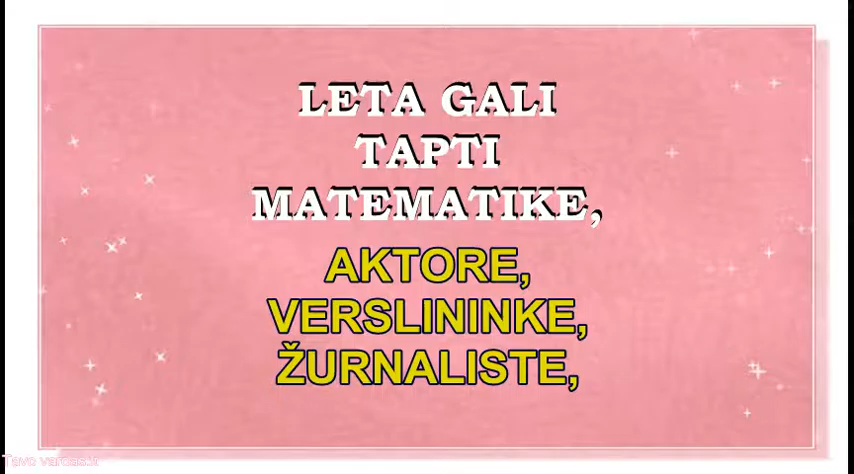 LETA GALI
TAPTI
MATEMATIKE,
AKTORE,
VERSLININKE,
ŽURNALISTE,